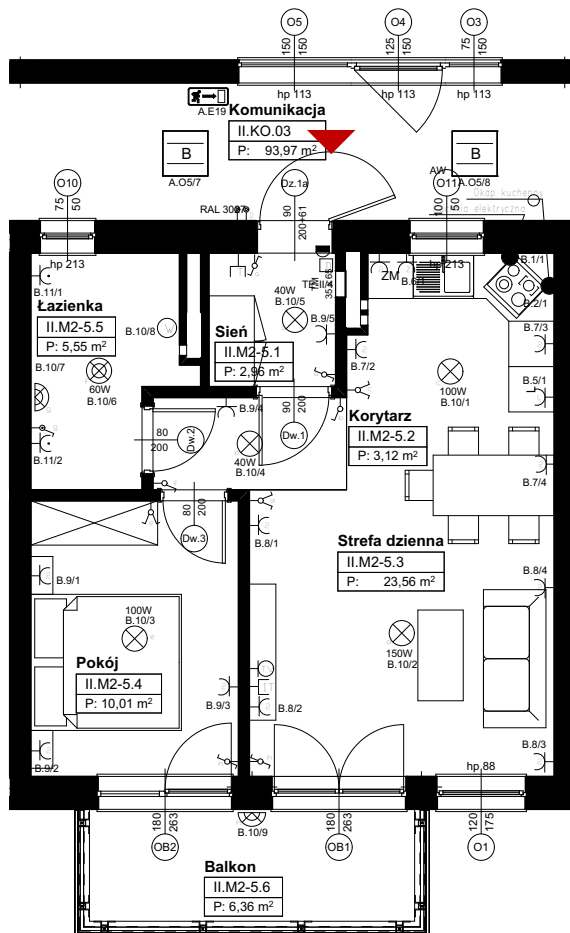 O5
O4
O3
150
150
125
150
75
150
hp 113
hp 113
hp 113
A.E19
Komunikacja
II.KO.03
P: 93,97 m²
B
A.O5/7
B
A.O5/8
AW
Okap kuchenny
O10
75
50
Dz.1a
90
200+61
O11
100
50
RAL 3027
hp 213
hp 213
B.11/1
Łazienka
II.M2-5.5
P: 5,55 m²
B.10/8
W
B.10/7
60W
B.10/6
B.11/2
40W
B.10/5
B.9/5
Sień
II.M2-5.1
P: 2,96 m²
ZM
B.6/1
B.1/1
B.2/1
B.7/3
B.7/2
100W
B.10/1
B.5/1
B.9/4
90
200
Dw.1
Korytarz
II.M2-5.2
P: 3,12 m²
80
200
Dw.2
40W
B.10/4
B.7/4
80
200
Dw.3
B.8/1
Strefa dzienna
II.M2-5.3
P: 23,56 m²
B.9/1
B.8/4
100W
B.10/3
150W
B.10/2
Pokój
II.M2-5.4
P: 10,01 m²
B.9/3
TV
IT
B.8/2
B.9/2
B.8/3
hp 88
180
263
OB2
B.10/9
180
263
OB1
120
175
O1
Balkon
II.M2-5.6
P: 6,36 m²